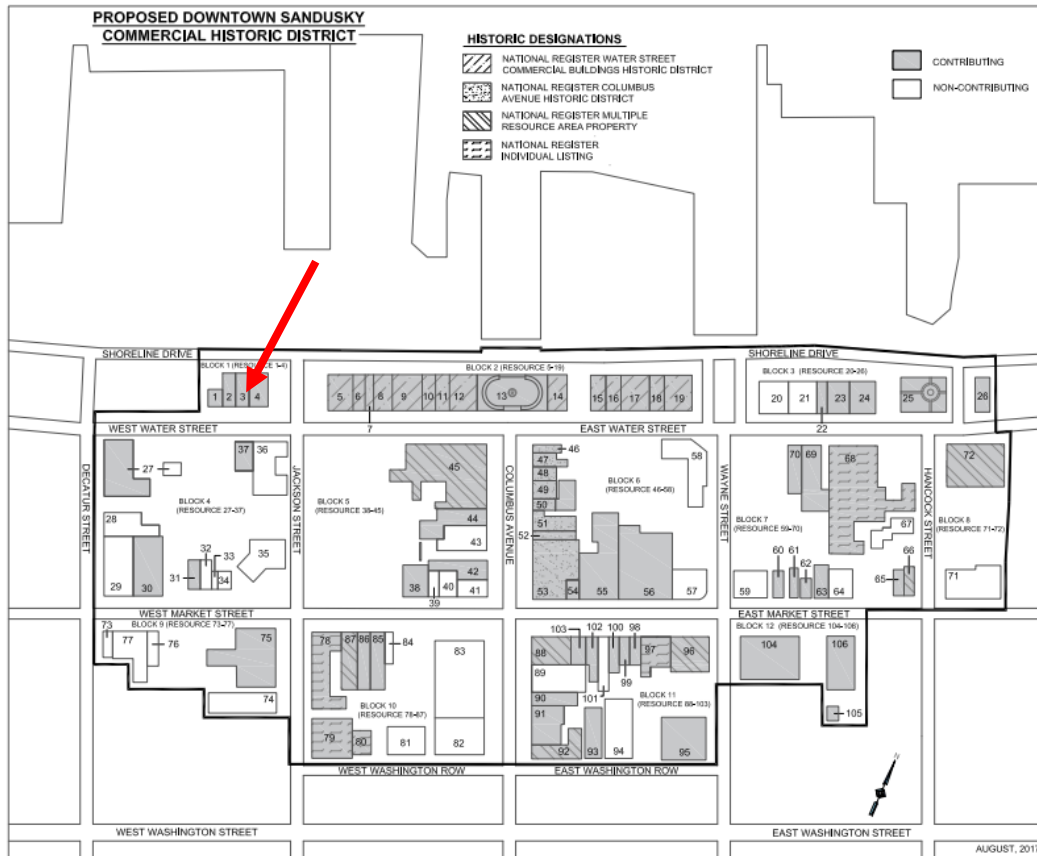 PROPOSED DOWNTOWN SANDUSKY
COMMERCIAL HISTORIC DISTRICT
HISTORIC DESIGNATIONS
NATIONAL REGISTER WATER STREET
COMMERCIAL BUILDINGS HISTORIC DISTRICT
NATIONAL REGISTER COLUMBUS
AVENUE HISTORIC DISTRICT
NATIONAL REGISTER MULTIPLE
RESOURCE AREA PROPERTY
NATIONAL REGISTER
INDIVIDUAL LISTING
CONTRIBUTING
NON-CONTRIBUTING
SHORELINE DRIVE
SHORELINE DRIVE
BLOCK 1 (RESOURCE 1-4)
BLOCK 2 (RESOURCE 5-19)
BLOCK 3 (RESOURCE 20-26)
1 2 3 4
5 6 8 9 10 11 12 13 14 15 16 17 18 19
20 21 23 24 25 26
7
22
WEST WATER STREET
EAST WATER STREET
DECATUR STREET
JACKSON STREET
COLUMBUS AVENUE
WAYNE STREET
HANCOCK STREET
27
37 36
BLOCK 4
(RESOURCE 27-37)
28
29 30
31 32 33 34 35
BLOCK 5
(RESOURCE 38-45)
45
44
43
42
38 39 40 41
46
47
48
49
50
51
52
53 54 55 56 57
58
BLOCK 6
(RESOURCE 46-58)
70 69 68
67
BLOCK 7
(RESOURCE 59-70)
59 60 61 62 63 64 65 66
72
BLOCK 8
(RESOURCE 71-72)
71
WEST MARKET STREET
EAST MARKET STREET
BLOCK 9 (RESOURCE 73-77)
73 77 76 75
74
78 87 86 85 84 83
BLOCK 10
(RESOURCE 78-87)
79 80 81 82
103 102 100 98
88 97 96
89 101 99
90
91
92 93 94 95
BLOCK 11
(RESOURCE 88-103)
BLOCK 12 (RESOURCE 104-106)
104 106
105
WEST WASHINGTON ROW
EAST WASHINGTON ROW
N
WEST WASHINGTON STREET
EAST WASHINGTON STREET
AUGUST, 2017